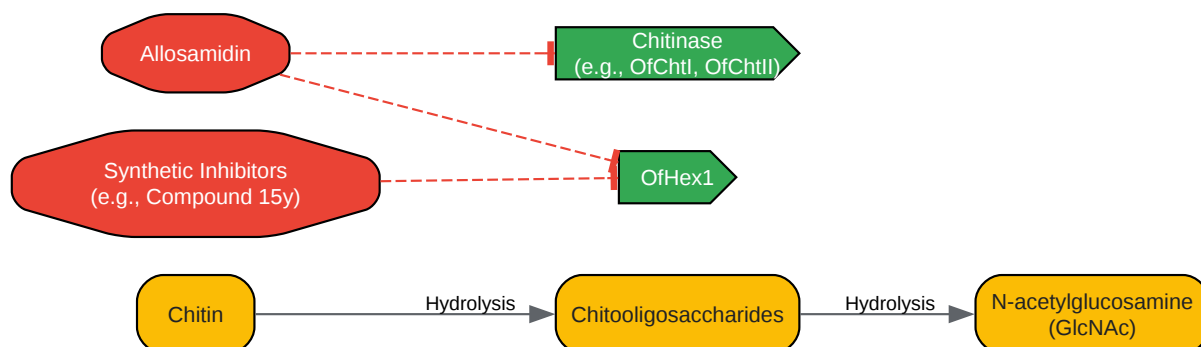 Allosamidin
Chitinase
(e.g., OfChtI, OfChtII)
Synthetic Inhibitors
(e.g., Compound 15y)
OfHex1
Chitin
Hydrolysis
Chitooligosaccharides
Hydrolysis
N-acetylglucosamine
(GlcNAc)